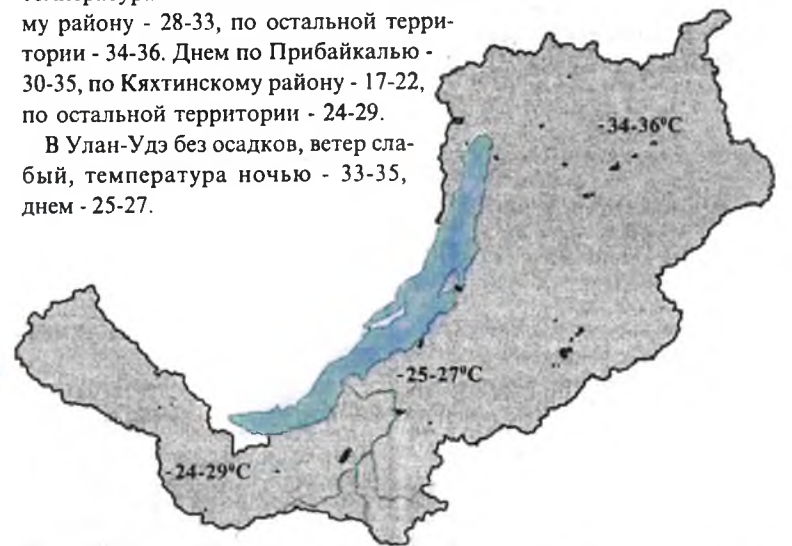 му району - 28-33, по остальной терри-
тории - 34-36. Днем по Прибайкалью -
30-35, по Кяхтинскому району - 17-22,
по остальной территории - 24-29.
В Улан-Удэ без осадков, ветер сла-
бый, температура ночью - 33-35,
днем - 25-27.
-34-36°C
-25-27°C
-24-29°C